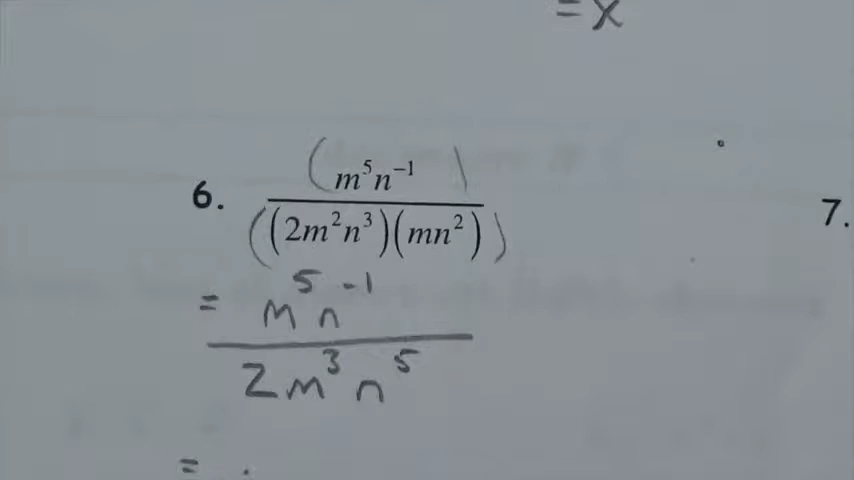 = x
6. (m⁵n⁻¹)
((2m²n³)(mn²))
7.
= m⁵n⁻¹
2m³n⁵
=